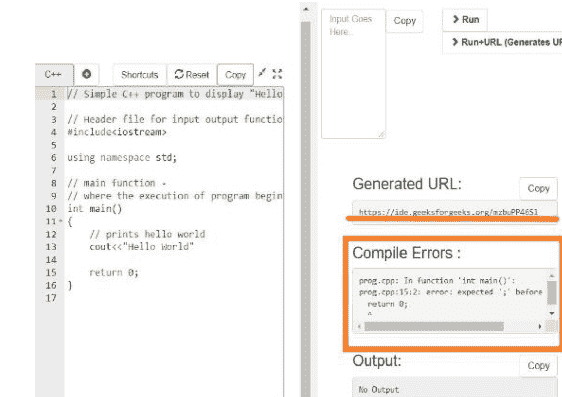 C++
Shortcuts
Reset
Copy
1 // Simple C++ program to display "Hello
2
3 // Header file for input output functio
4 #include<iostream>
5
6 using namespace std;
7
8 // main function -
9 // where the execution of program begin
10 int main()
11 {
12 // prints hello world
13 cout<<"Hello World"
14
15 return 0;
16 }
17
Input Goes
Here..
Copy
Run
Run+URL (Generates UR
Generated URL:
Copy
https://ide.geeksforgeeks.org/mzbuPP46S1
Compile Errors :
prog.cpp: In function 'int main()':
prog.cpp:15:2: error: expected ';' before
return 0;
^
Output:
Copy
No Output